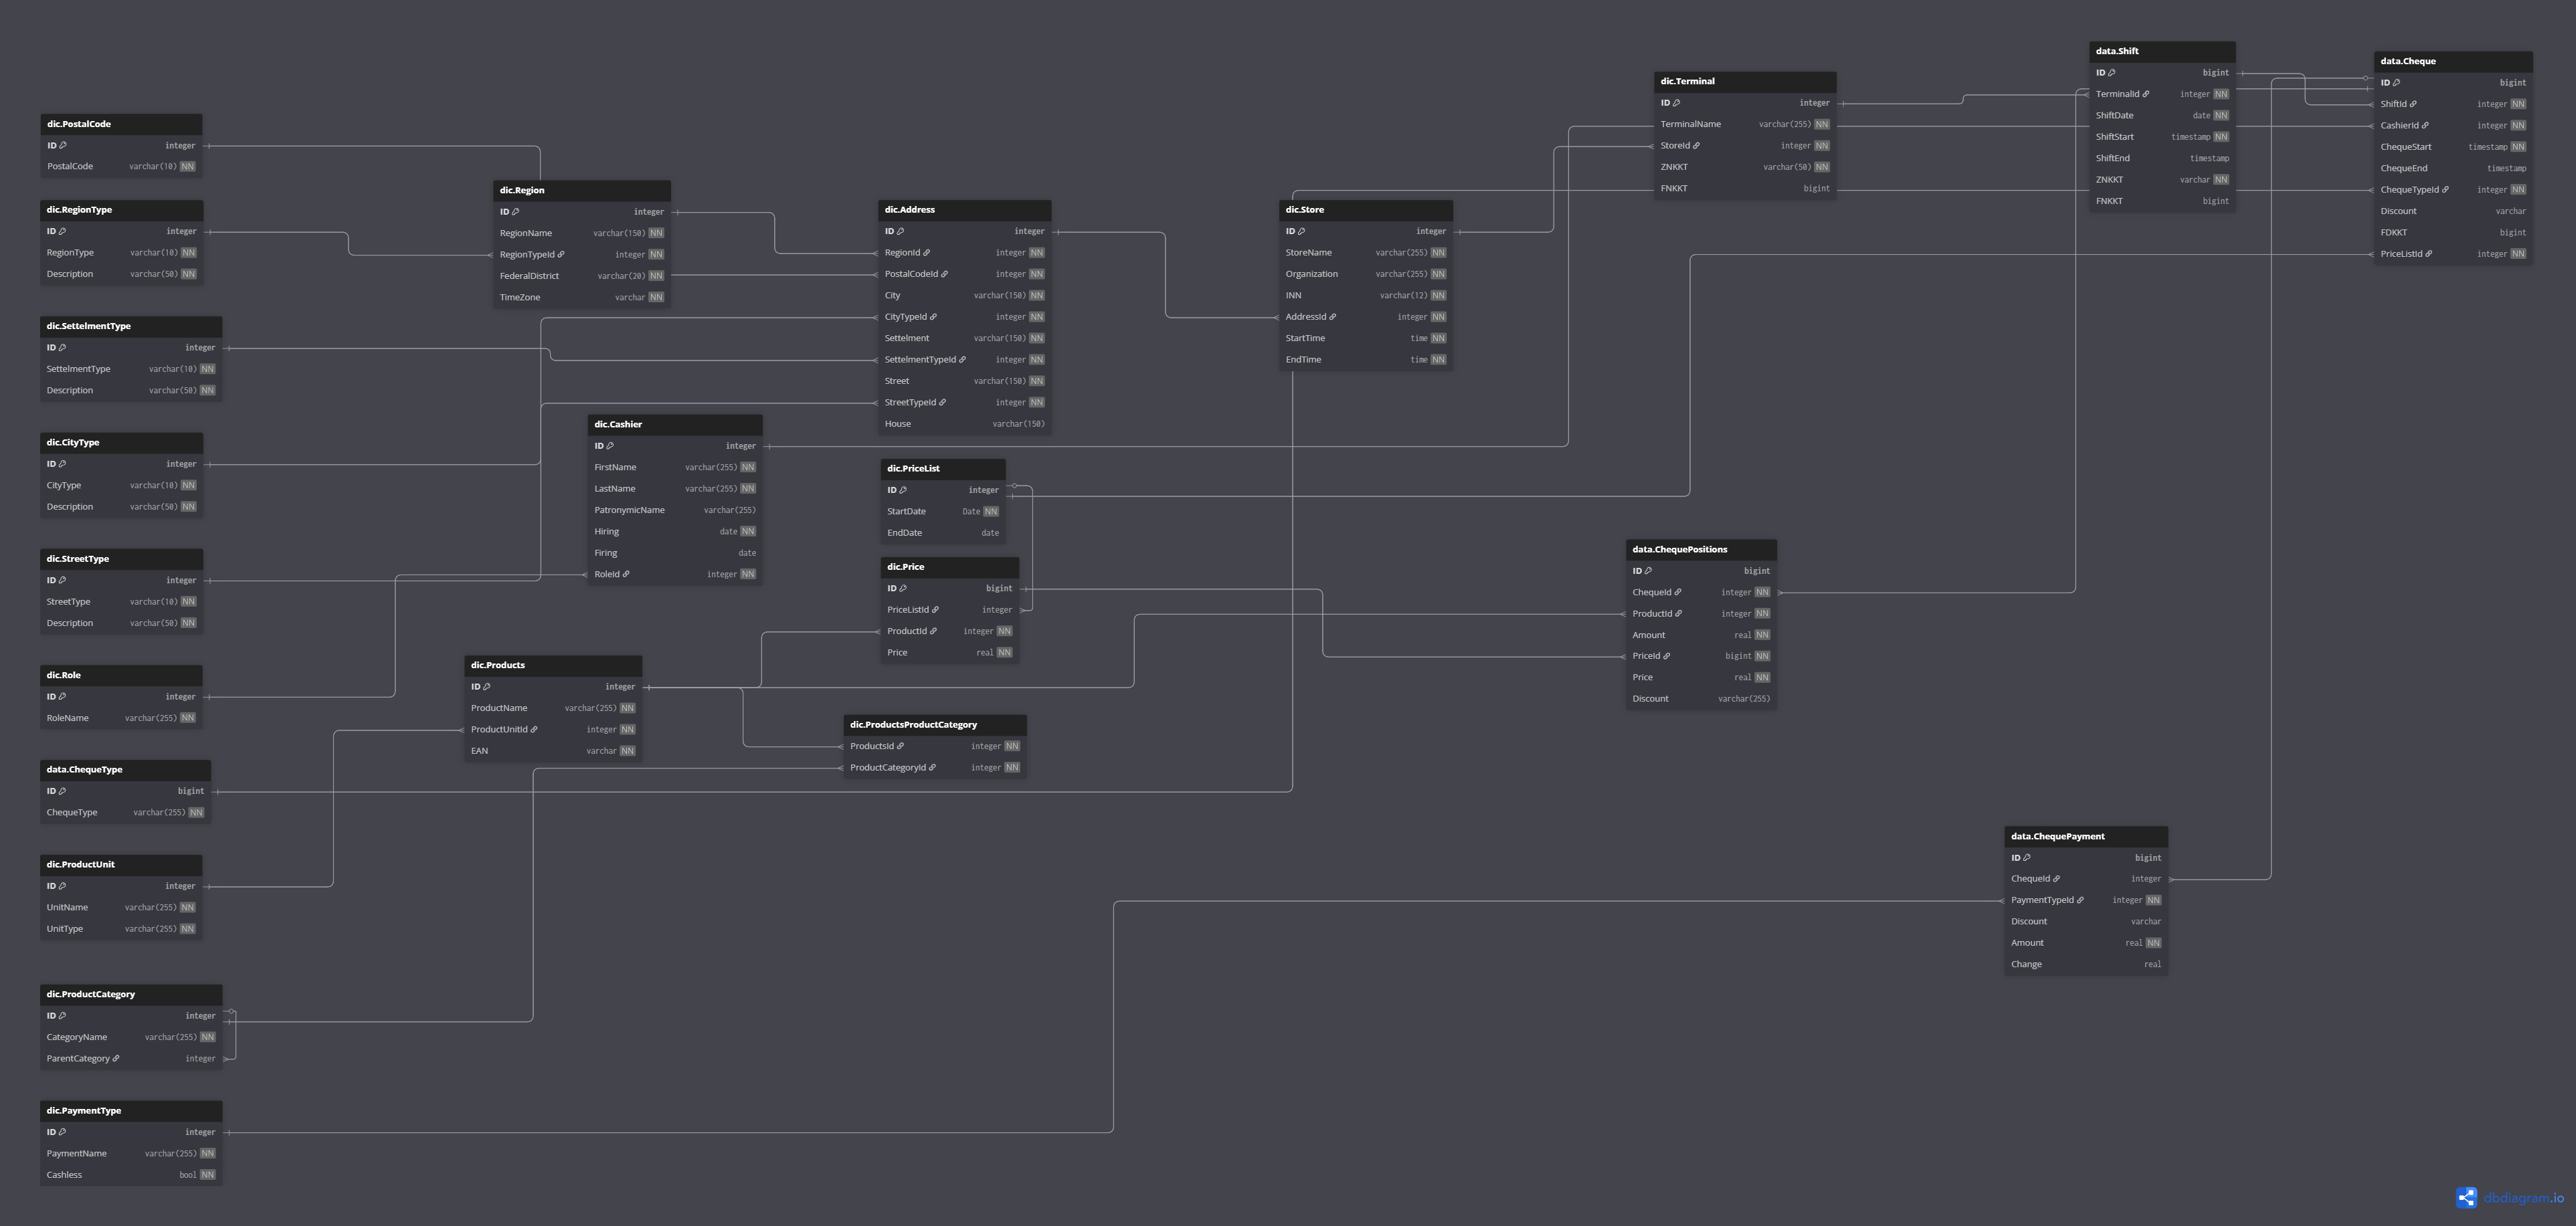 dic.PostalCode
ID integer
PostalCode varchar(10) NN
dic.RegionType
ID integer
RegionType varchar(10) NN
Description varchar(50) NN
dic.SettelmentType
ID integer
SettelmentType varchar(10) NN
Description varchar(50) NN
dic.CityType
ID integer
CityType varchar(10) NN
Description varchar(50) NN
dic.StreetType
ID integer
StreetType varchar(10) NN
Description varchar(50) NN
dic.Role
ID integer
RoleName varchar(255) NN
data.ChequeType
ID bigint
ChequeType varchar(255) NN
dic.ProductUnit
ID integer
UnitName varchar(255) NN
UnitType varchar(255) NN
dic.ProductCategory
ID integer
CategoryName varchar(255) NN
ParentCategory integer
dic.PaymentType
ID integer
PaymentName varchar(255) NN
Cashless bool NN
dic.Region
ID integer
RegionName varchar(150) NN
RegionTypeId integer NN
FederalDistrict varchar(20) NN
TimeZone varchar NN
dic.Cashier
ID integer
FirstName varchar(255) NN
LastName varchar(255) NN
PatronymicName varchar(255)
Hiring date NN
Firing date
RoleId integer NN
dic.Products
ID integer
ProductName varchar(255) NN
ProductUnitId integer NN
EAN varchar NN
dic.Address
ID integer
RegionId integer NN
PostalCodeId integer NN
City varchar(150) NN
CityTypeId integer NN
Settelment varchar(150) NN
SettelmentTypeId integer NN
Street varchar(150) NN
StreetTypeId integer NN
House varchar(150)
dic.PriceList
ID integer
StartDate Date NN
EndDate date
dic.Price
ID bigint
PriceListId integer
ProductId integer NN
Price real NN
dic.ProductsProductCategory
ProductsId integer NN
ProductCategoryId integer NN
dic.Store
ID integer
StoreName varchar(255) NN
Organization varchar(255) NN
INN varchar(12) NN
AddressId integer NN
StartTime time NN
EndTime time NN
dic.Terminal
ID integer
TerminalName varchar(255) NN
StoreId integer NN
ZNKKT varchar(50) NN
FNKKT bigint
data.ChequePositions
ID bigint
ChequeId integer NN
ProductId integer NN
Amount real NN
PriceId bigint NN
Price real NN
Discount varchar(255)
data.Shift
ID bigint
TerminalId integer NN
ShiftDate date NN
ShiftStart timestamp NN
ShiftEnd timestamp
ZNKKT varchar NN
FNKKT bigint
data.ChequePayment
ID bigint
ChequeId integer
PaymentTypeId integer NN
Discount varchar
Amount real NN
Change real
data.Cheque
ID bigint
ShiftId integer NN
CashierId integer NN
ChequeStart timestamp NN
ChequeEnd timestamp
ChequeTypeId integer NN
Discount varchar
FDKKT bigint
PriceListId integer NN
dbdiagram.io